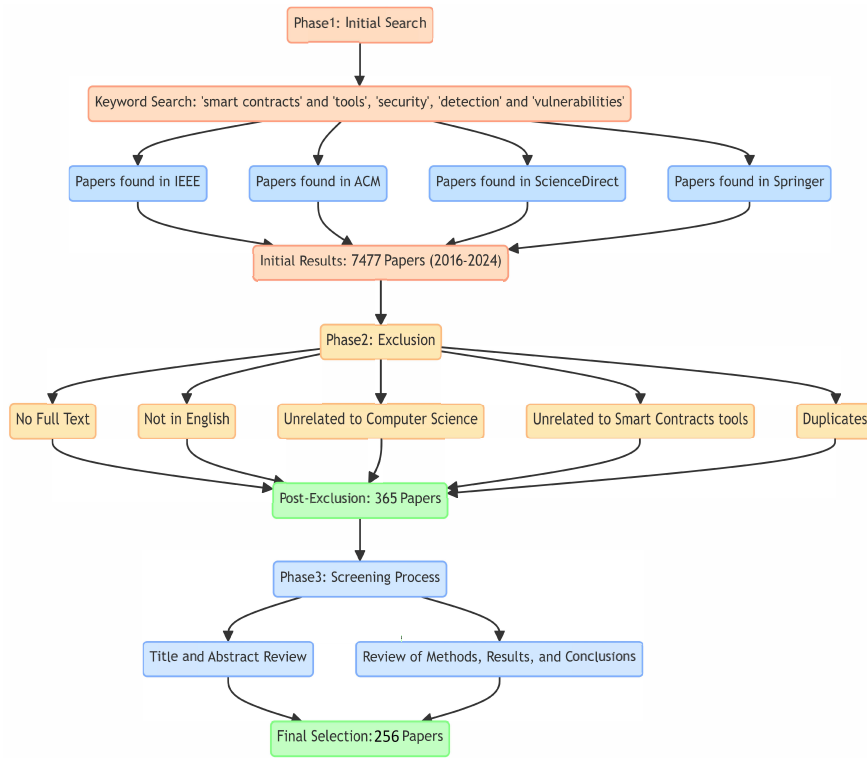 Phase1: Initial Search
Keyword Search: 'smart contracts' and 'tools', 'security', 'detection' and 'vulnerabilities'
Papers found in IEEE
Papers found in ACM
Papers found in ScienceDirect
Papers found in Springer
Initial Results: 7477 Papers (2016-2024)
Phase2: Exclusion
No Full Text
Not in English
Unrelated to Computer Science
Unrelated to Smart Contracts tools
Duplicates
Post-Exclusion: 365 Papers
Phase3: Screening Process
Title and Abstract Review
Review of Methods, Results, and Conclusions
Final Selection: 256 Papers